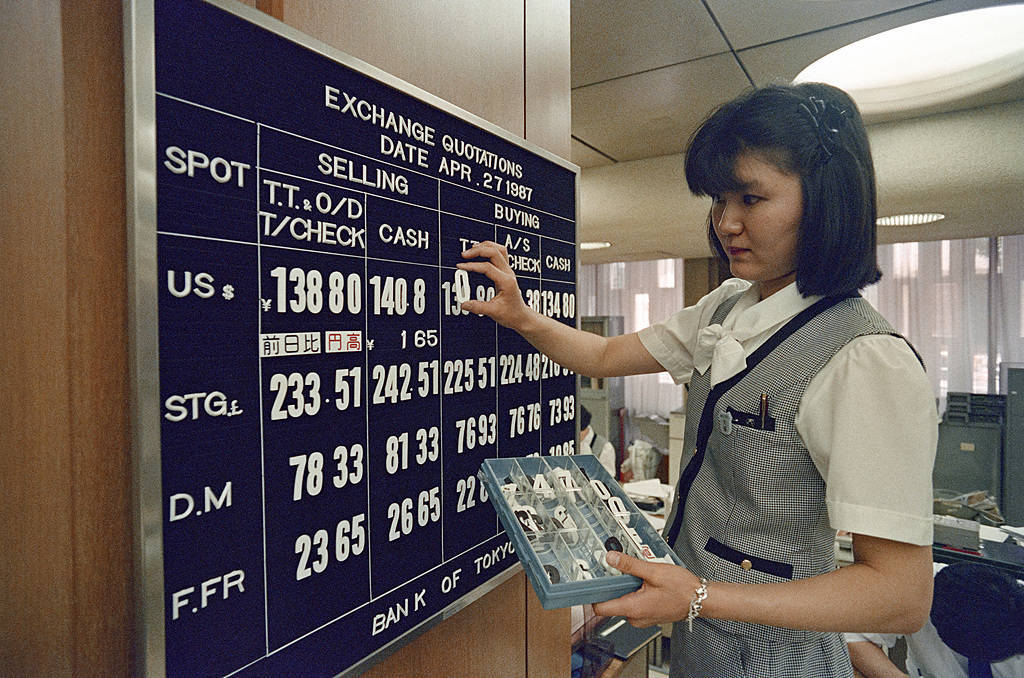 EXCHANGE QUOTATIONS
DATE APR. 27 1987
SPOT SELLING BUYING
T.T. & O/D T/CHECK CASH A/S CHECK CASH
US $ ¥138 80 140·8 134 80
前日比 円高 ¥ 1 65
STG.£ 233·51 242·51 225 51 224 48
D.M 78 33 81 33 76 93 76 76 73 93
F.FR 23 65 26 65
BANK OF TOKYO